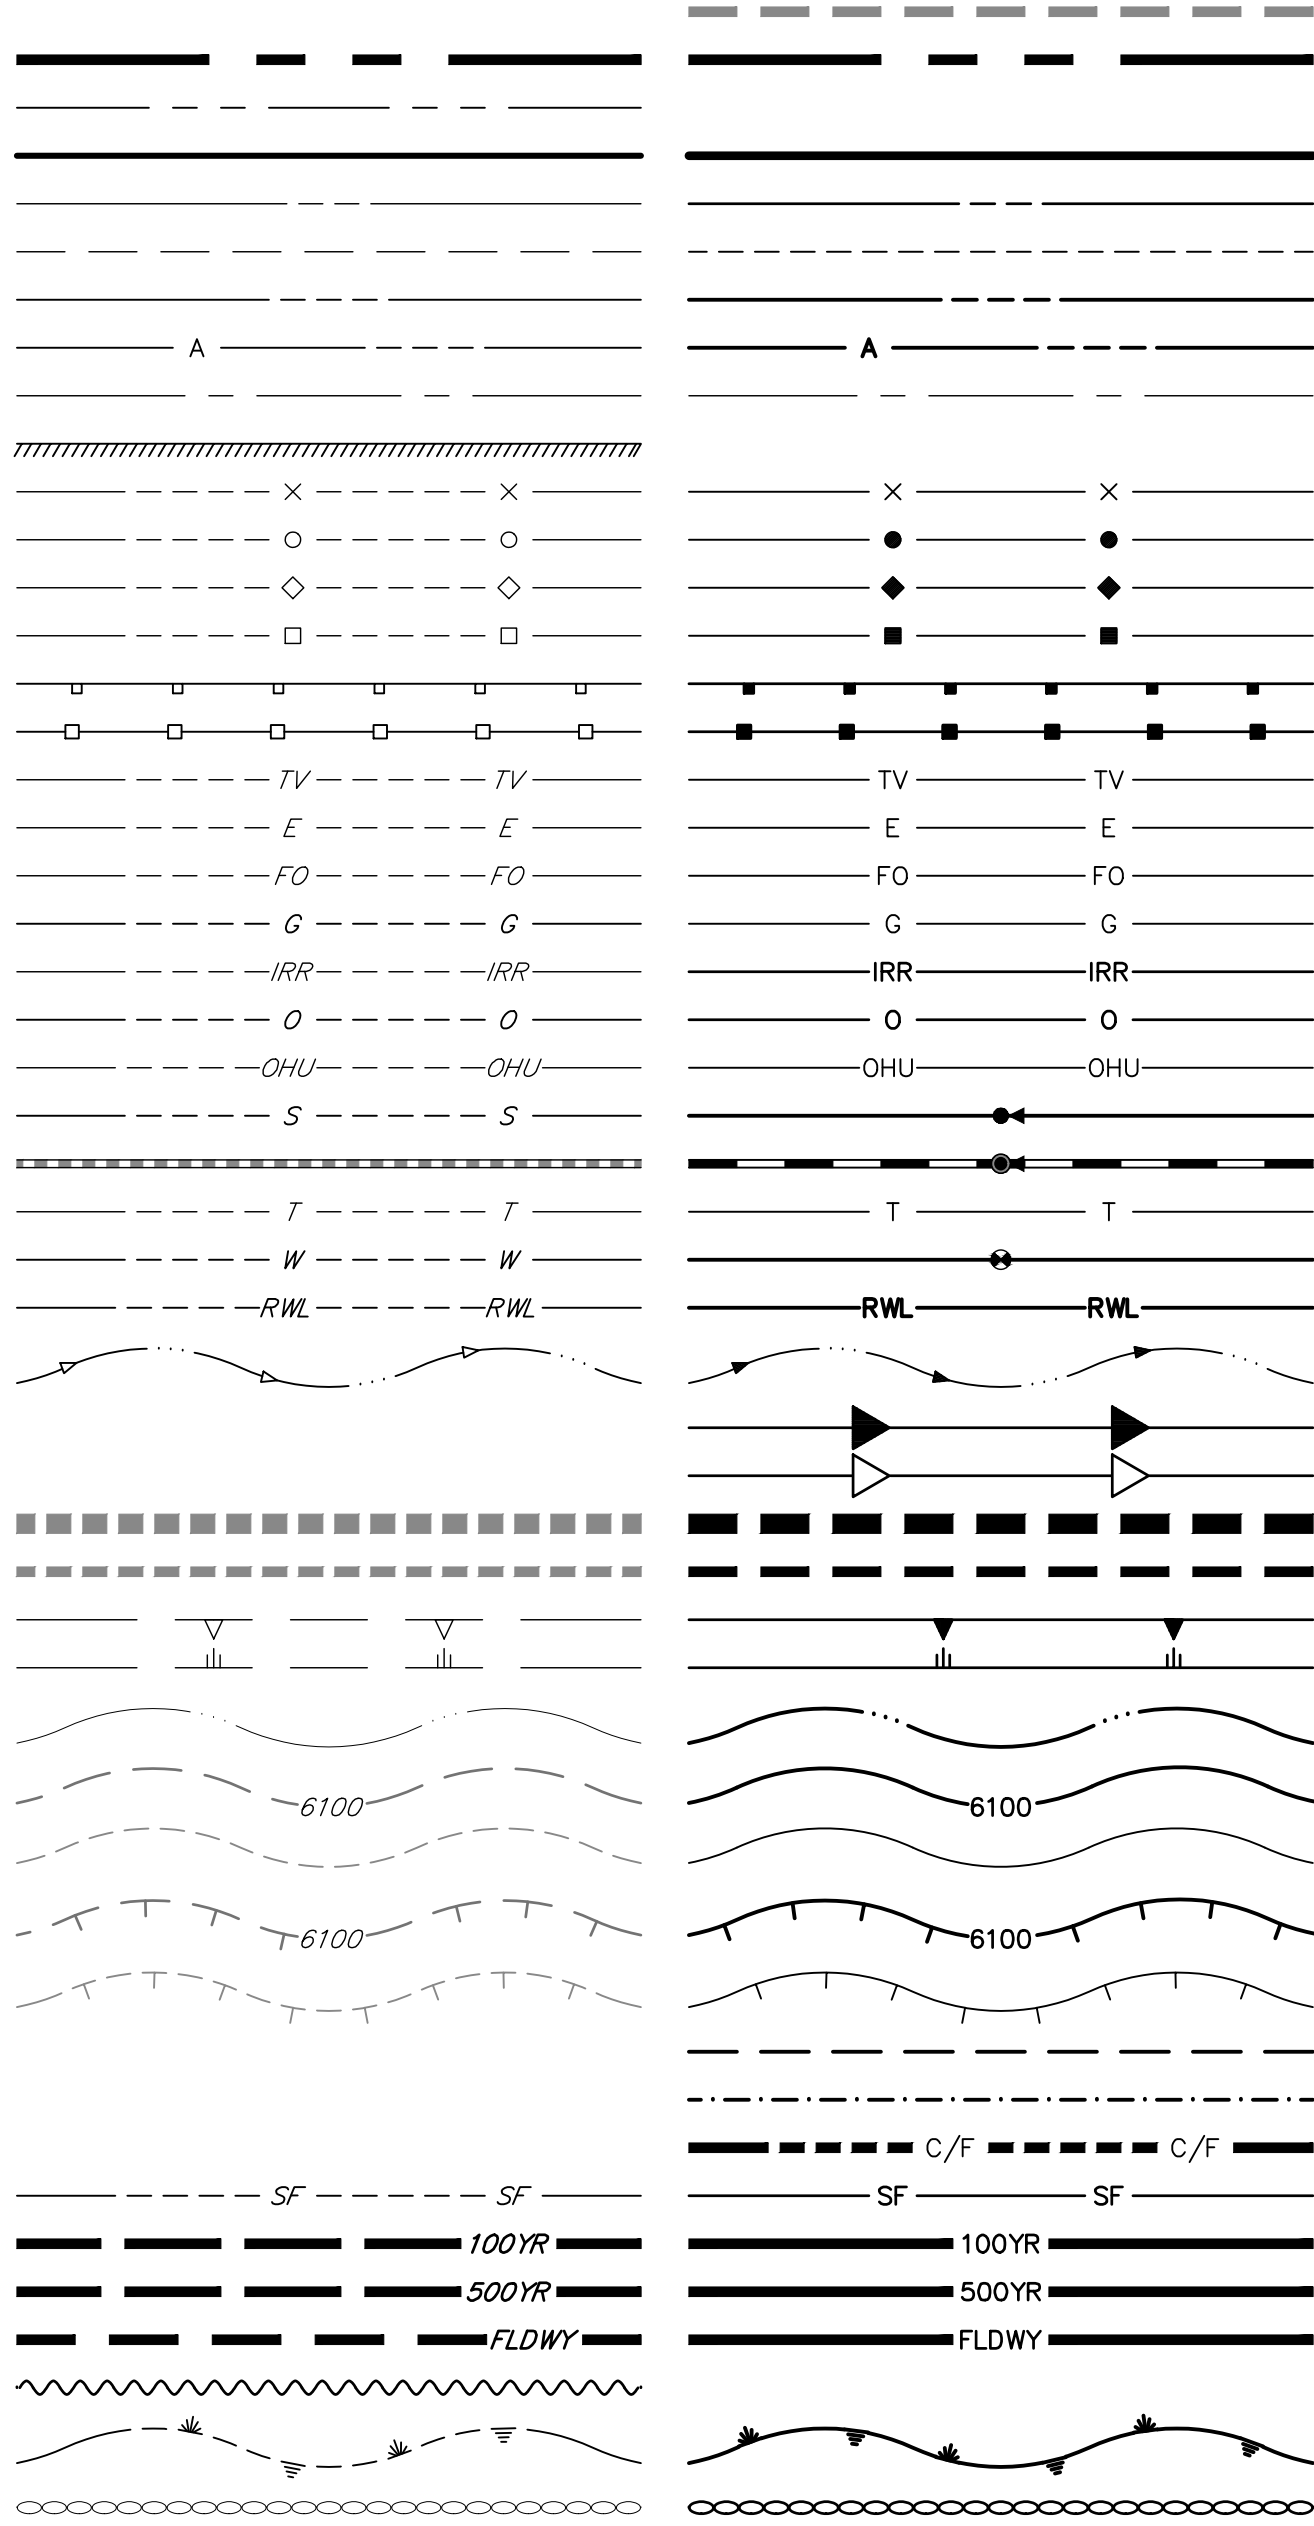 A A
TV TV TV TV
E E E E
FO FO FO FO
G G G G
IRR IRR IRR IRR
O O O O
OHU OHU OHU OHU
S S
T T T T
W W
RWL RWL RWL RWL
6100 6100
6100 6100
C/F C/F
SF SF SF SF
100YR 100YR
500YR 500YR
FLDWY FLDWY